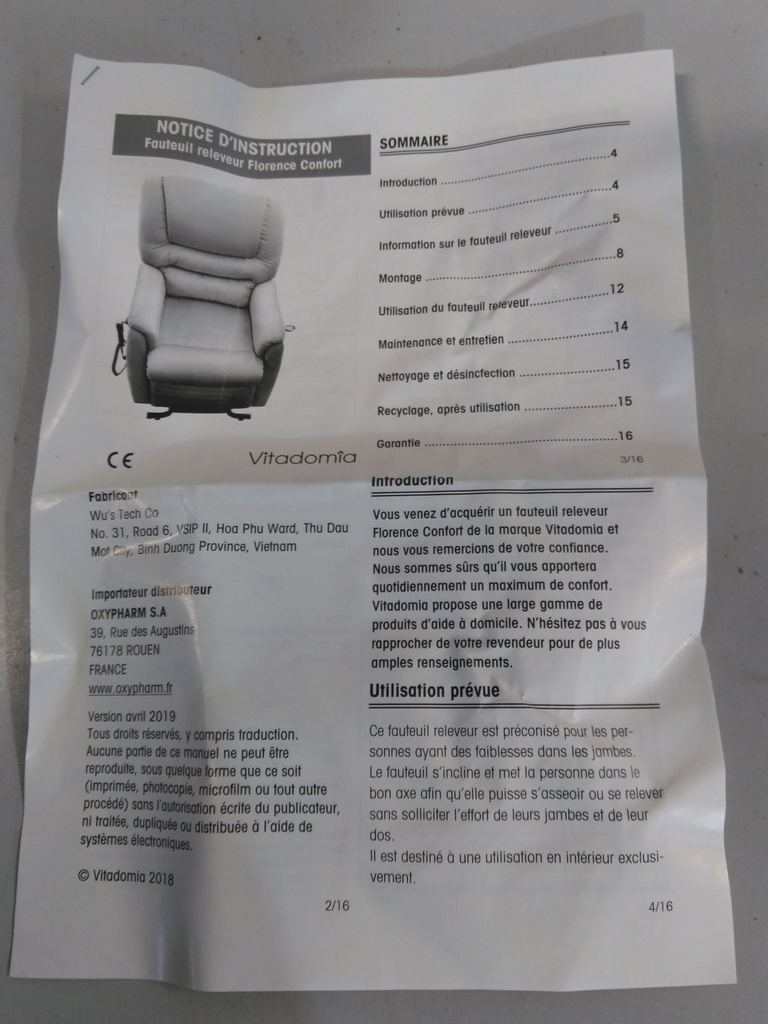 NOTICE D'INSTRUCTION
Fauteuil releveur Florence Confort
CE
Vitadomia
SOMMAIRE
Introduction ..........4
Utilisation prévue ..........4
Information sur le fauteuil releveur ..........5
Montage ..........8
Utilisation du fauteuil releveur..........12
Maintenance et entretien ..........14
Nettoyage et désincfection ..........15
Recyclage, après utilisation ..........15
Garantie ..........16
3/16
Fabricant
Wu's Tech Co
No. 31, Road 6, VSIP II, Hoa Phu Ward, Thu Dau
Mot City, Binh Duong Province, Vietnam
Importateur distributeur
OXYPHARM S.A
39, Rue des Augustins
76178 ROUEN
FRANCE
www.oxypharm.fr
Version avril 2019
Tous droits réservés, y compris traduction.
Aucune partie de ce manuel ne peut être
reproduite, sous quelque forme que ce soit
(imprimée, photocopie, microfilm ou tout autre
procédé) sans l'autorisation écrite du publicateur,
ni traitée, dupliquée ou distribuée à l'aide de
systèmes électroniques.
© Vitadomia 2018
2/16
Introduction
Vous venez d'acquérir un fauteuil releveur
Florence Confort de la marque Vitadomia et
nous vous remercions de votre confiance.
Nous sommes sûrs qu'il vous apportera
quotidiennement un maximum de confort.
Vitadomia propose une large gamme de
produits d'aide à domicile. N'hésitez pas à vous
rapprocher de votre revendeur pour de plus
amples renseignements.
Utilisation prévue
Ce fauteuil releveur est préconisé pour les per-
sonnes ayant des faiblesses dans les jambes.
Le fauteuil s'incline et met la personne dans le
bon axe afin qu'elle puisse s'asseoir ou se relever
sans solliciter l'effort de leurs jambes et de leur
dos.
Il est destiné à une utilisation en intérieur exclusi-
vement.
4/16